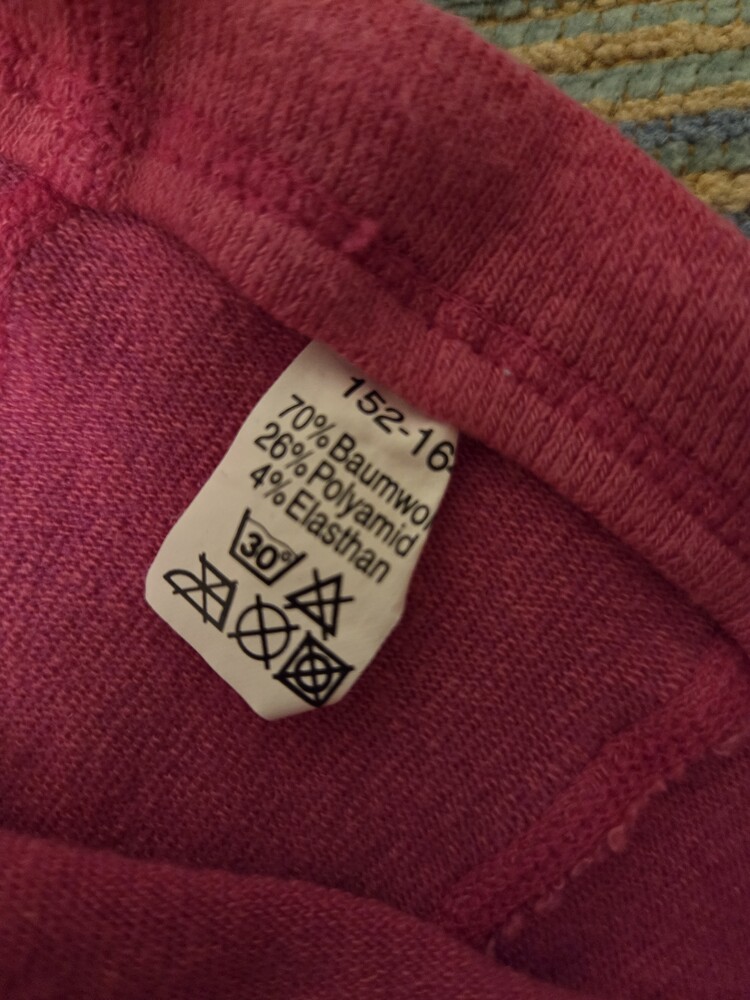 152-16
70% Baumwo
26% Polyamid
4% Elasthan
30°